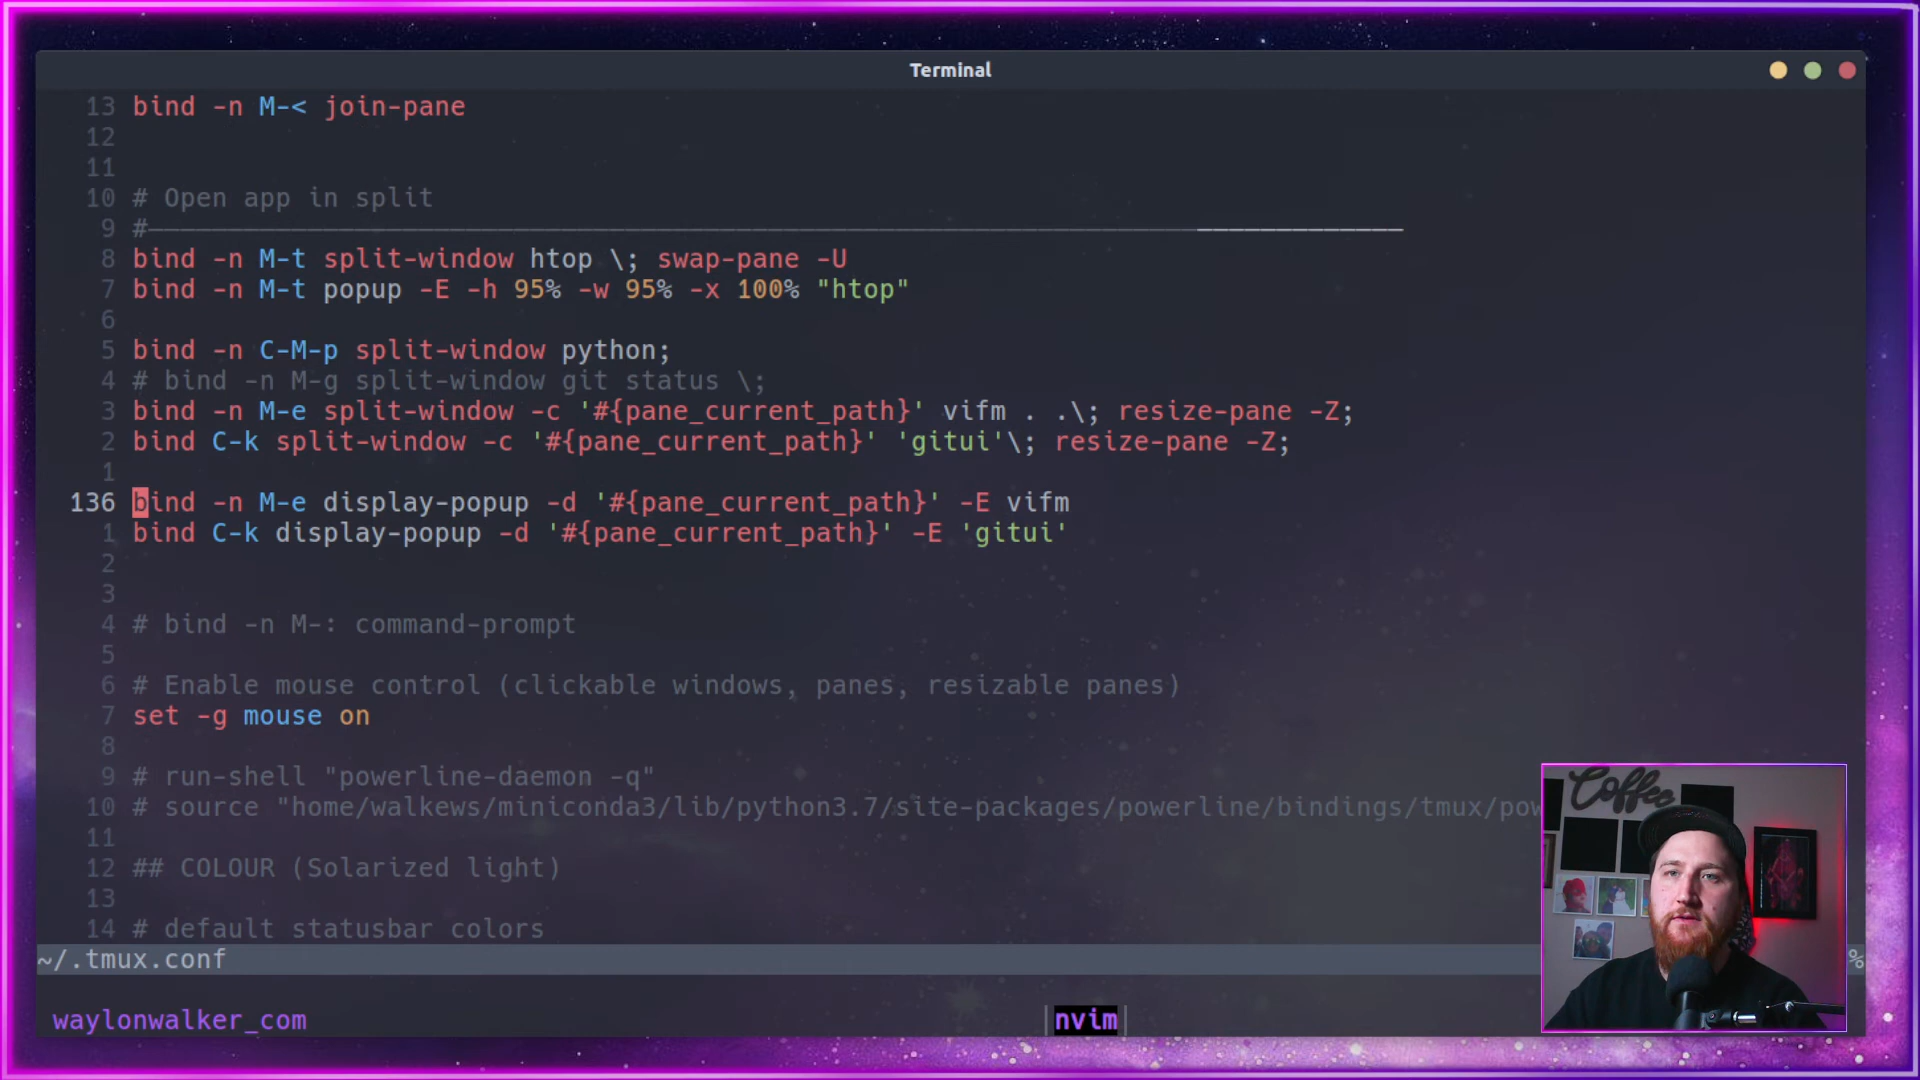 Terminal
13 bind -n M-< join-pane
12
11
10 # Open app in split
9 #————————————————————————————————————————
8 bind -n M-t split-window htop \; swap-pane -U
7 bind -n M-t popup -E -h 95% -w 95% -x 100% "htop"
6
5 bind -n C-M-p split-window python;
4 # bind -n M-g split-window git status \;
3 bind -n M-e split-window -c '#{pane_current_path}' vifm . .\; resize-pane -Z;
2 bind C-k split-window -c '#{pane_current_path}' 'gitui'\; resize-pane -Z;
1
136 bind -n M-e display-popup -d '#{pane_current_path}' -E vifm
1 bind C-k display-popup -d '#{pane_current_path}' -E 'gitui'
2
3
4 # bind -n M-: command-prompt
5
6 # Enable mouse control (clickable windows, panes, resizable panes)
7 set -g mouse on
8
9 # run-shell "powerline-daemon -q"
10 # source "home/walkews/miniconda3/lib/python3.7/site-packages/powerline/bindings/tmux/pow
11
12 ## COLOUR (Solarized light)
13
14 # default statusbar colors
~/.tmux.conf %
waylonwalker_com |nvim|
Coffee